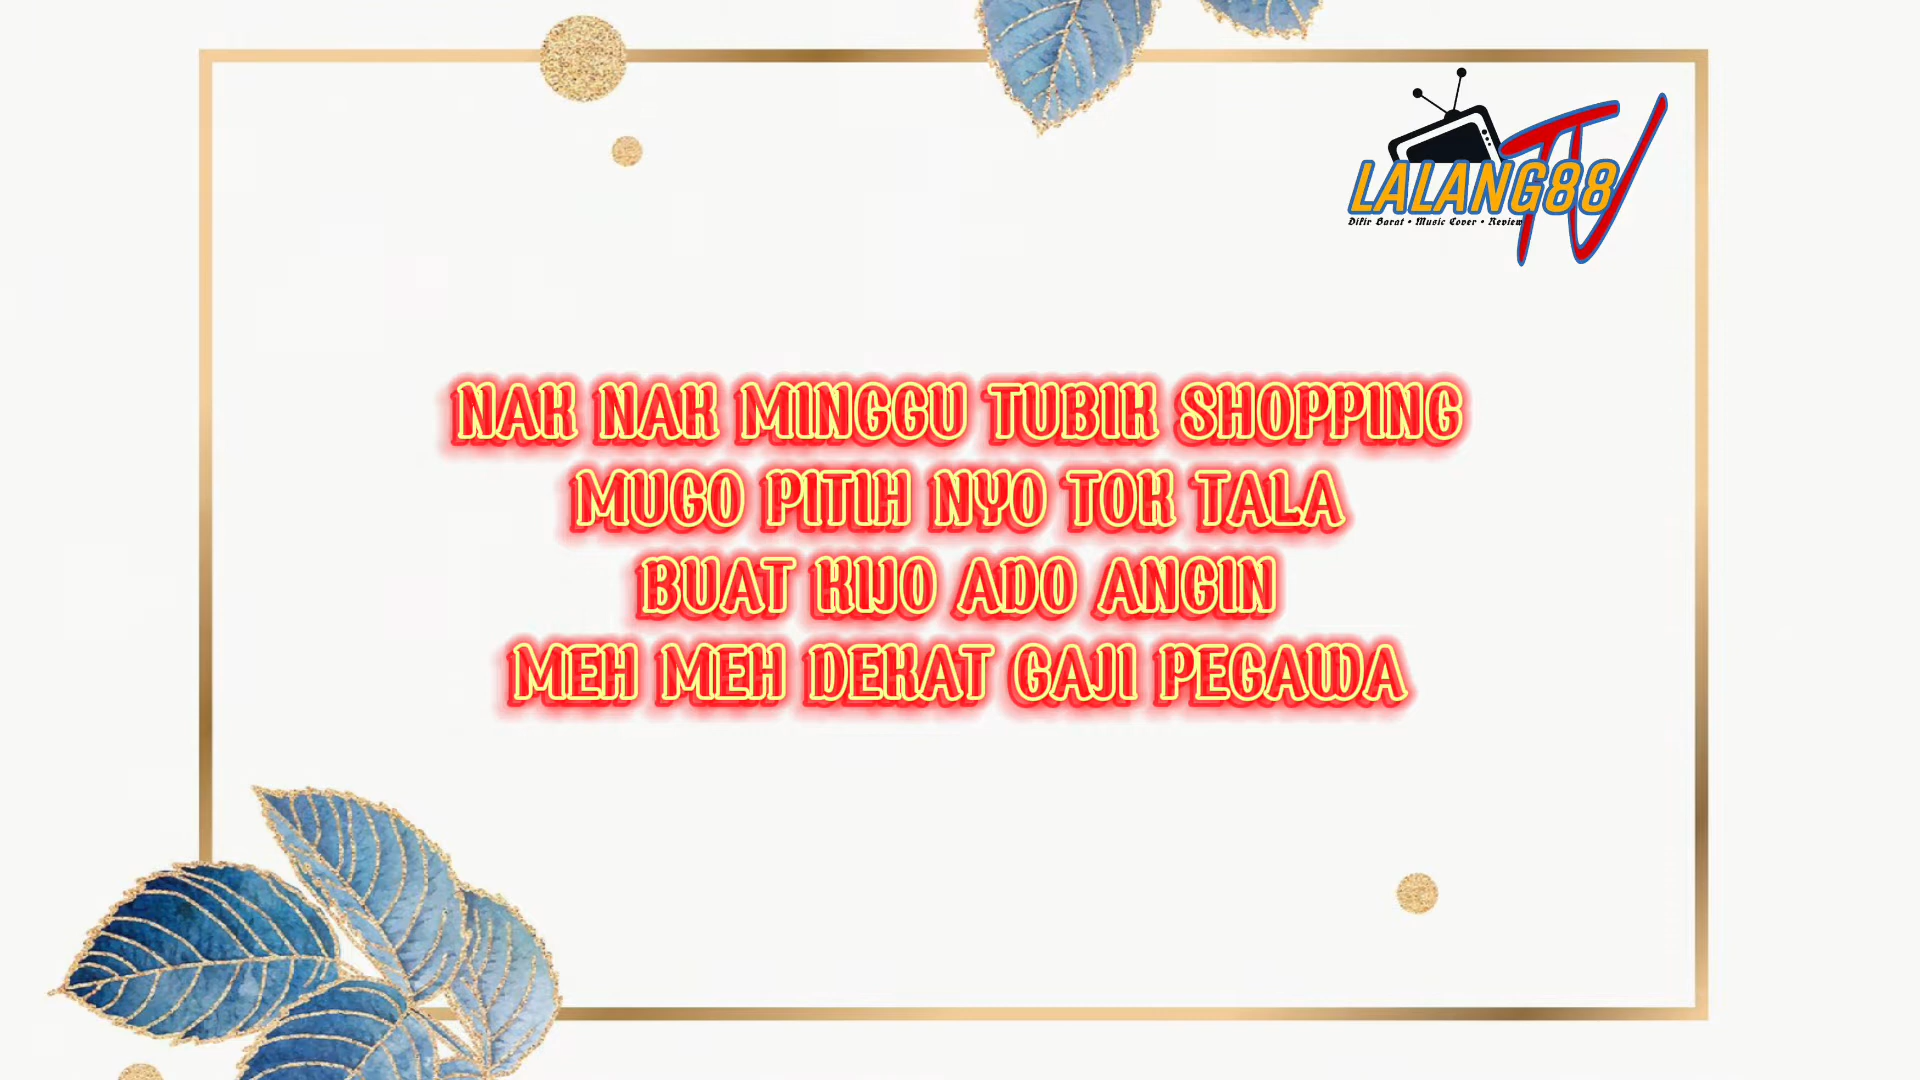 LALANG88 TV
Dikir Barat • Music Cover • Review
NAK NAK MINGGU TUBIK SHOPPING
MUGO PITIH NYO TOK TALA
BUAT KIJO ADO ANGIN
MEH MEH DEKAT GAJI PEGAWA